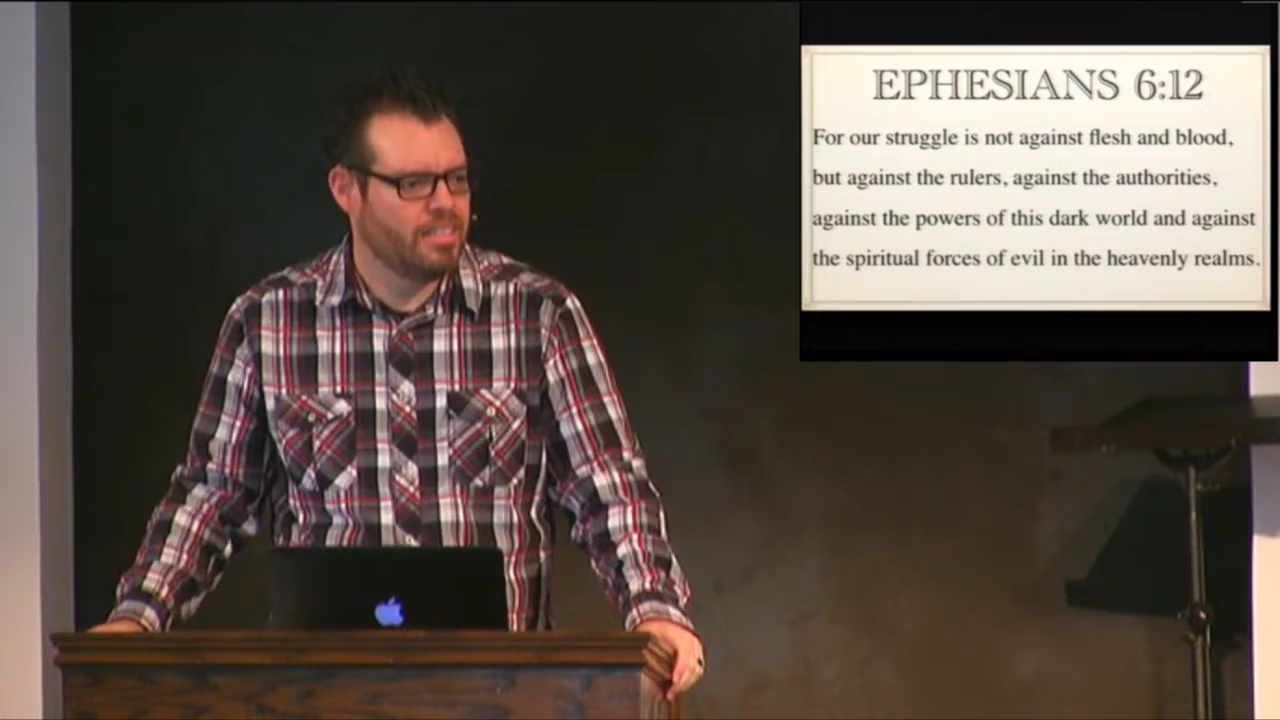 EPHESIANS 6:12
For our struggle is not against flesh and blood,
but against the rulers, against the authorities,
against the powers of this dark world and against
the spiritual forces of evil in the heavenly realms.